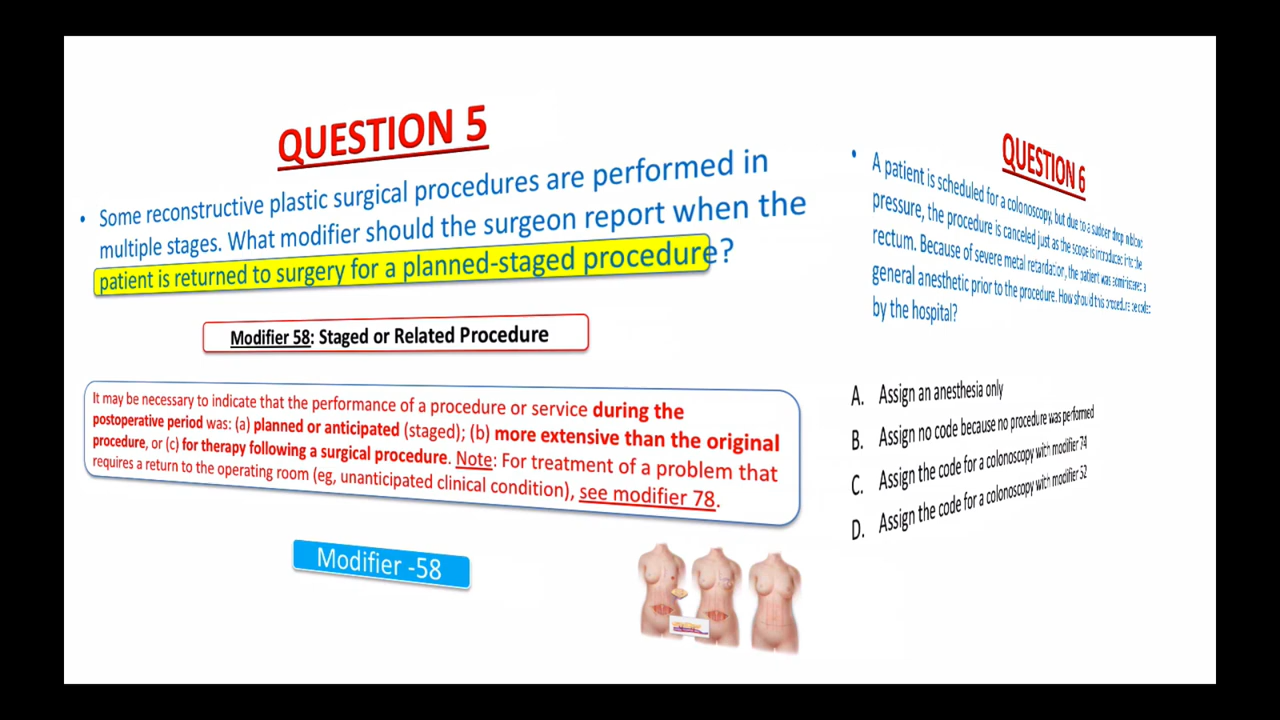 QUESTION 5
• Some reconstructive plastic surgical procedures are performed in
multiple stages. What modifier should the surgeon report when the
patient is returned to surgery for a planned-staged procedure?
Modifier 58: Staged or Related Procedure
It may be necessary to indicate that the performance of a procedure or service during the
postoperative period was: (a) planned or anticipated (staged); (b) more extensive than the original
procedure, or (c) for therapy following a surgical procedure. Note: For treatment of a problem that
requires a return to the operating room (eg, unanticipated clinical condition), see modifier 78.
Modifier -58
QUESTION 6
• A patient is scheduled for a colonoscopy, but due to a sudden drop in blood
pressure, the procedure is canceled just as the scope is introduced into the
rectum. Because of severe metal retardation, the patient was administered a
general anesthetic prior to the procedure. How should this procedure be coded
by the hospital?
A. Assign an anesthesia only
B. Assign no code because no procedure was performed
C. Assign the code for a colonoscopy with modifier 74
D. Assign the code for a colonoscopy with modifier 52